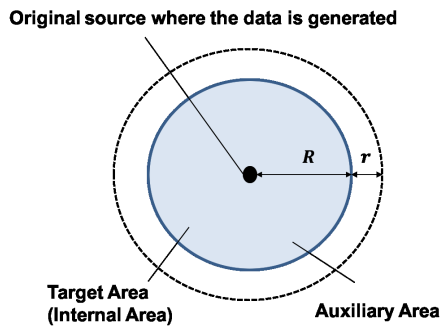 Original source where the data is generated
R
r
Target Area
(Internal Area)
Auxiliary Area